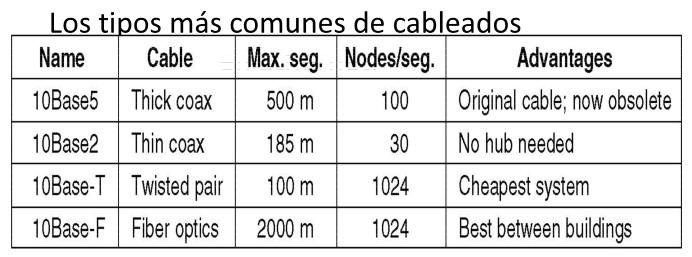 Los tipos más comunes de cableados
Name Cable Max. seg. Nodes/seg. Advantages
10Base5 Thick coax 500 m 100 Original cable; now obsolete
10Base2 Thin coax 185 m 30 No hub needed
10Base-T Twisted pair 100 m 1024 Cheapest system
10Base-F Fiber optics 2000 m 1024 Best between buildings